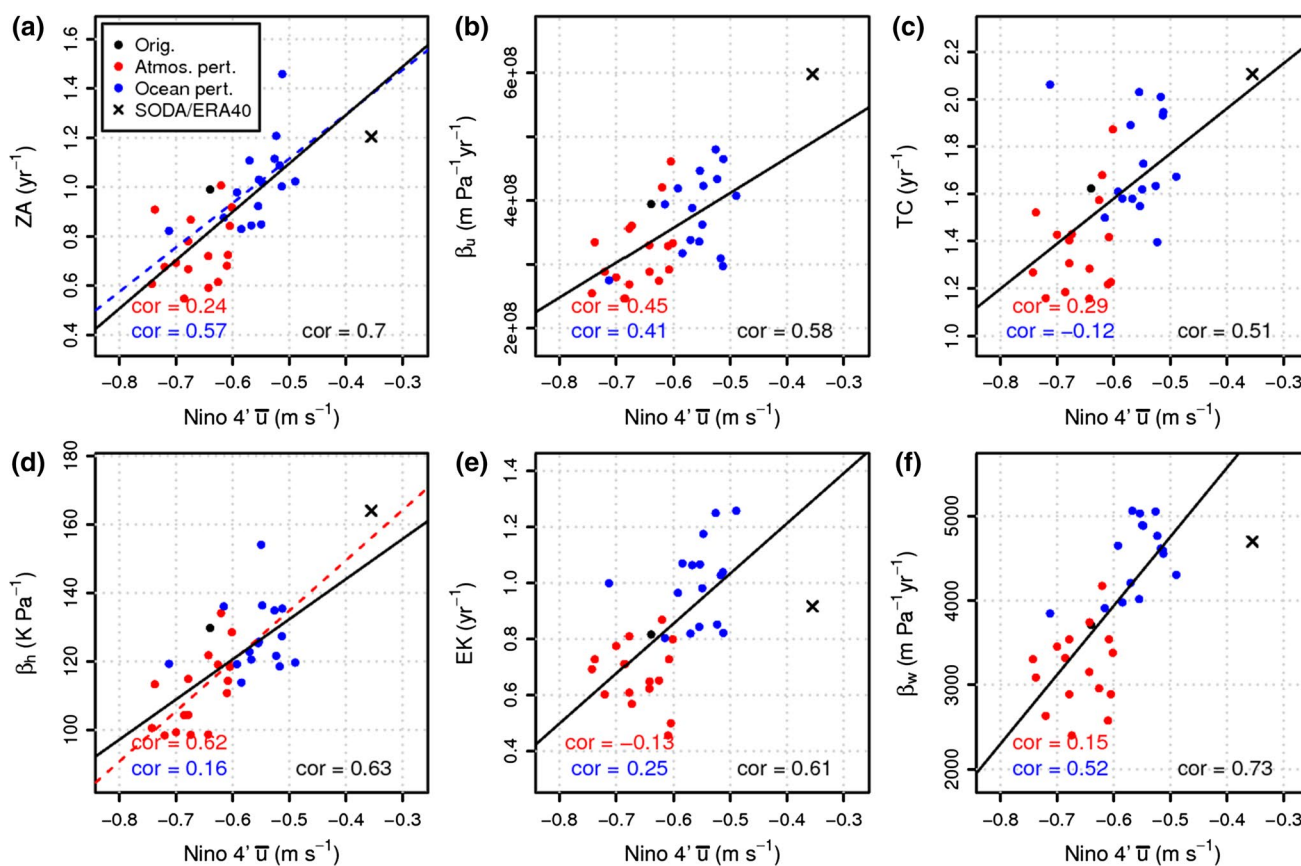 (a)
ZA (yr⁻¹)
1.6
1.4
1.2
1.0
0.8
0.6
0.4
Orig.
Atmos. pert.
Ocean pert.
SODA/ERA40
cor = 0.24
cor = 0.57
cor = 0.7
−0.8 −0.7 −0.6 −0.5 −0.4 −0.3
Nino 4' u̅ (m s⁻¹)
(b)
βu (m Pa⁻¹yr⁻¹)
6e+08
4e+08
2e+08
cor = 0.45
cor = 0.41
cor = 0.58
−0.8 −0.7 −0.6 −0.5 −0.4 −0.3
Nino 4' u̅ (m s⁻¹)
(c)
TC (yr⁻¹)
2.2
2.0
1.8
1.6
1.4
1.2
1.0
cor = 0.29
cor = −0.12
cor = 0.51
−0.8 −0.7 −0.6 −0.5 −0.4 −0.3
Nino 4' u̅ (m s⁻¹)
(d)
βh (K Pa⁻¹)
180
160
140
120
100
cor = 0.62
cor = 0.16
cor = 0.63
−0.8 −0.7 −0.6 −0.5 −0.4 −0.3
Nino 4' u̅ (m s⁻¹)
(e)
EK (yr⁻¹)
1.4
1.2
1.0
0.8
0.6
0.4
cor = −0.13
cor = 0.25
cor = 0.61
−0.8 −0.7 −0.6 −0.5 −0.4 −0.3
Nino 4' u̅ (m s⁻¹)
(f)
βw (m Pa⁻¹yr⁻¹)
5000
4000
3000
2000
cor = 0.15
cor = 0.52
cor = 0.73
−0.8 −0.7 −0.6 −0.5 −0.4 −0.3
Nino 4' u̅ (m s⁻¹)